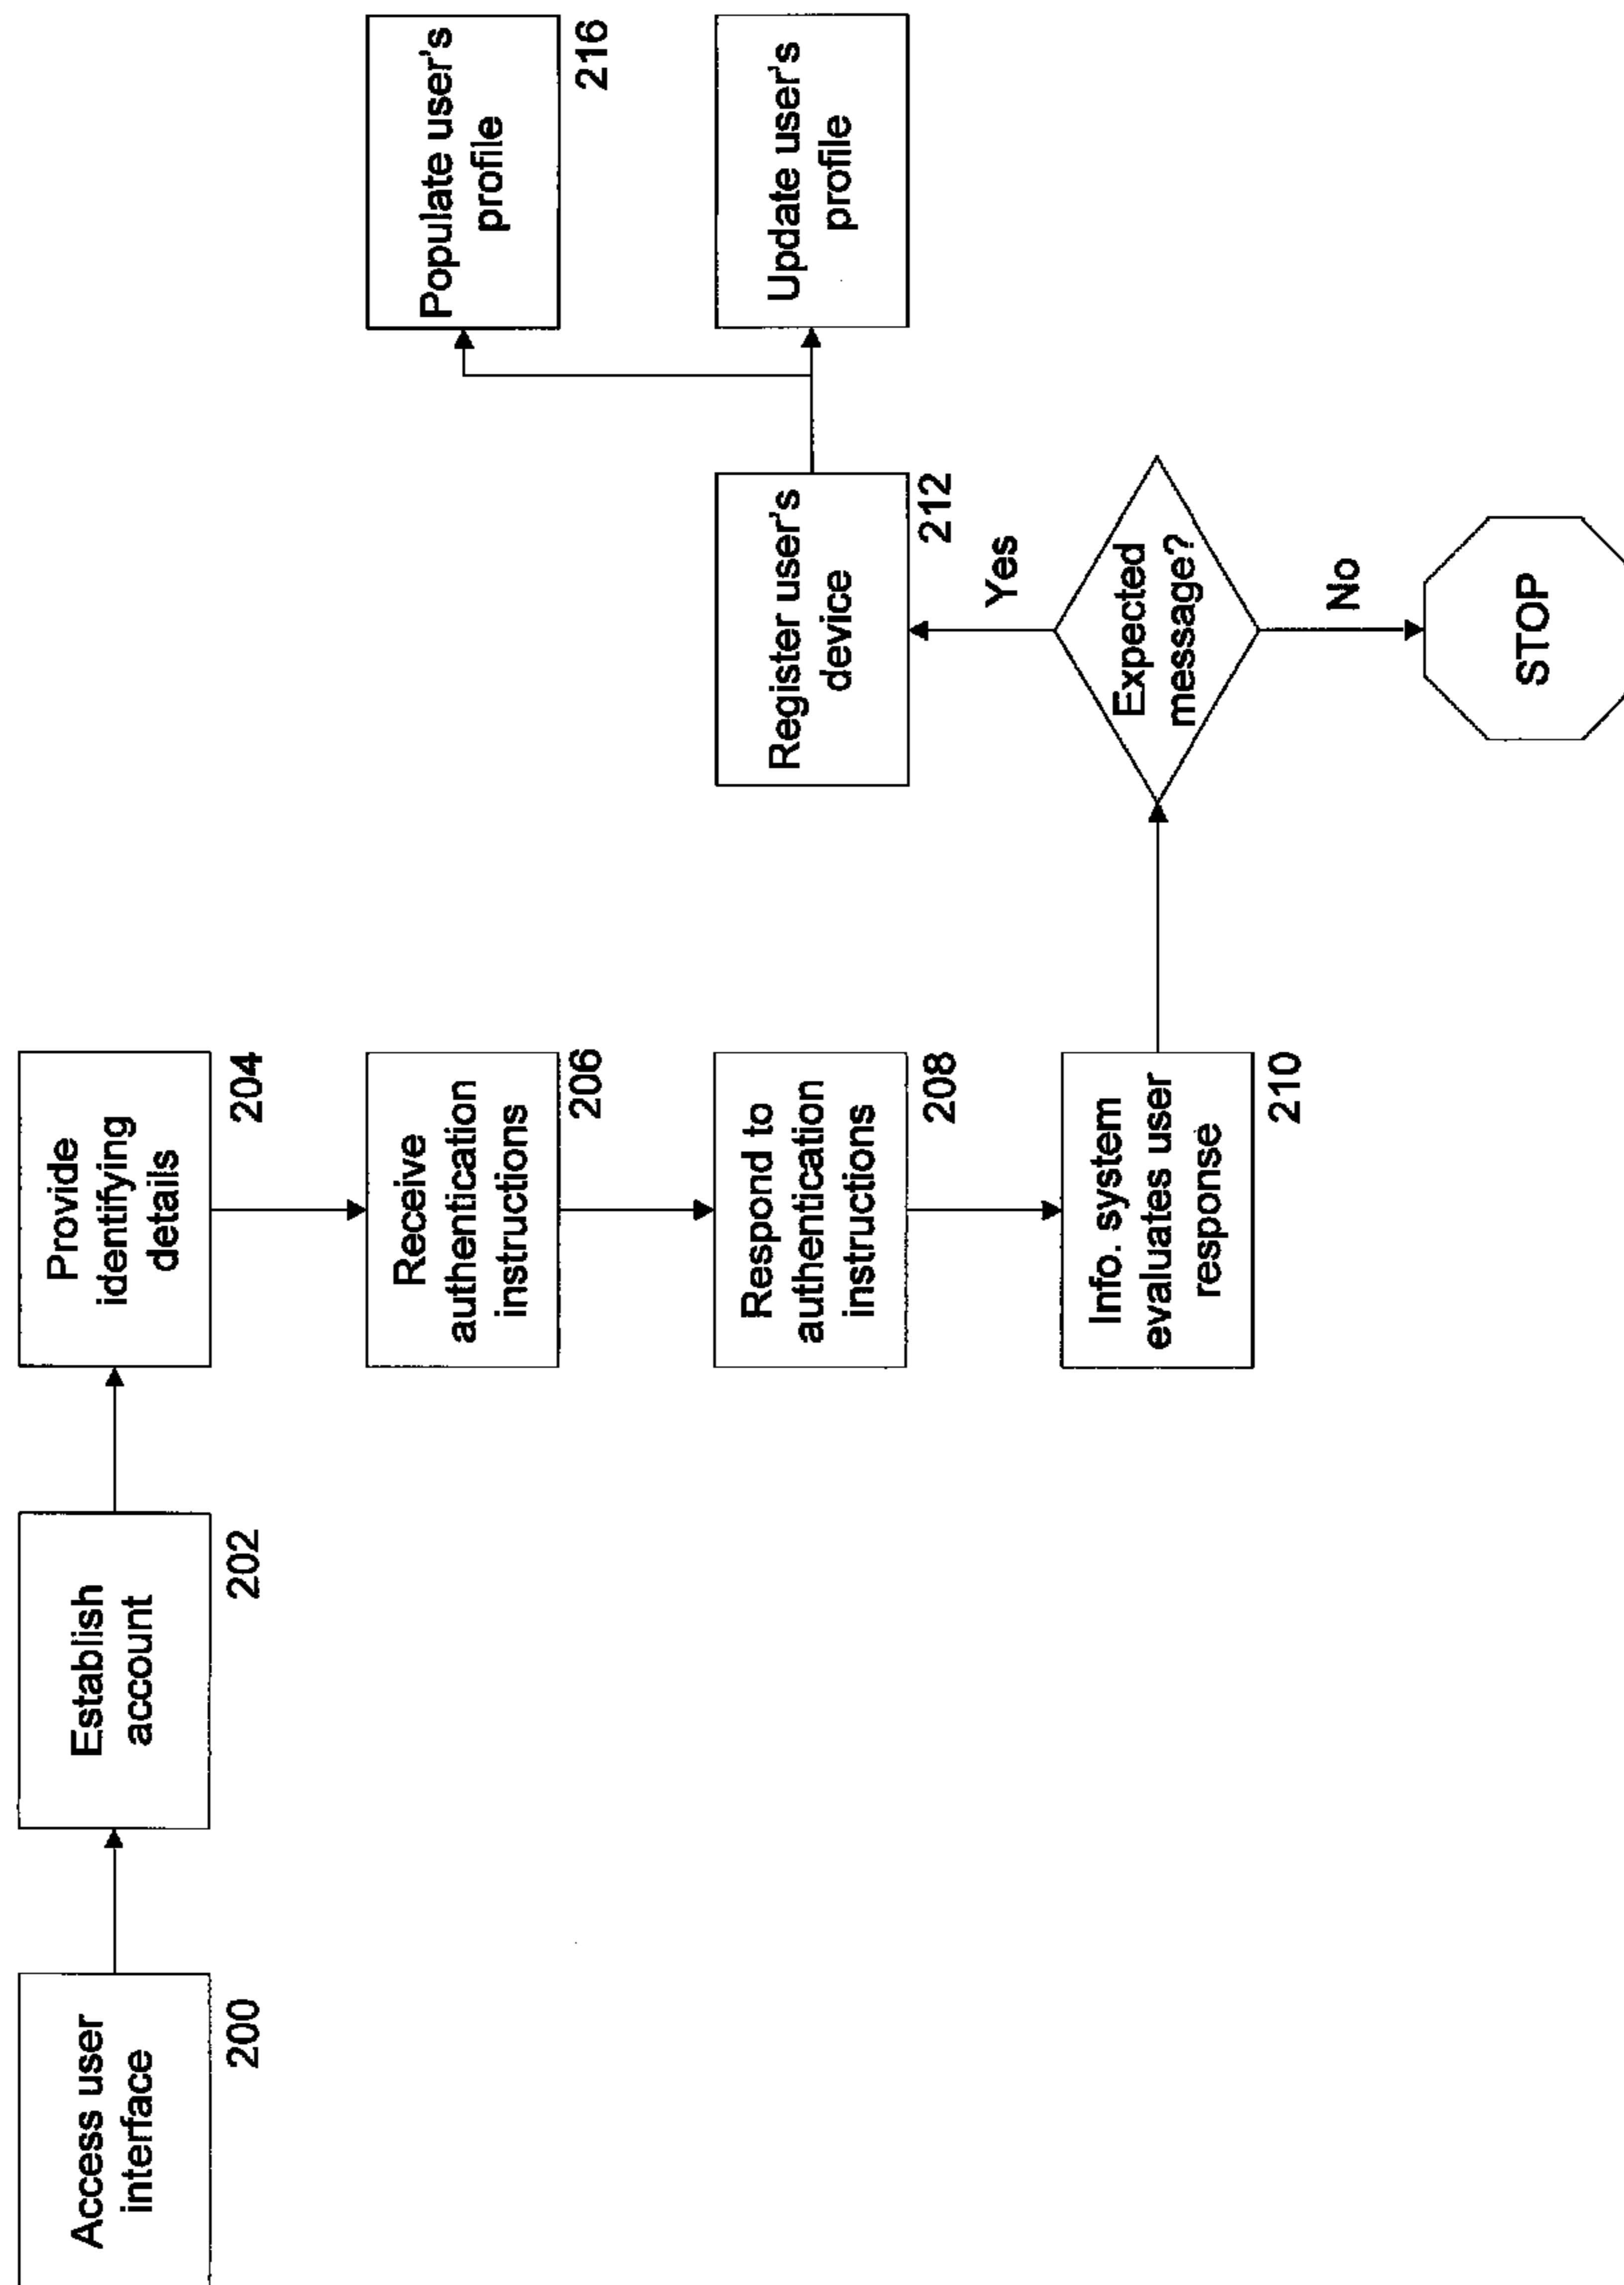 Access user
interface
200
Establish
account
202
Provide
identifying
details
204
Receive
authentication
instructions
206
Respond to
authentication
instructions
208
Info. system
evaluates user
response
210
Expected
message?
Yes
No
STOP
Register user's
device
212
Populate user's
profile
216
Update user's
profile